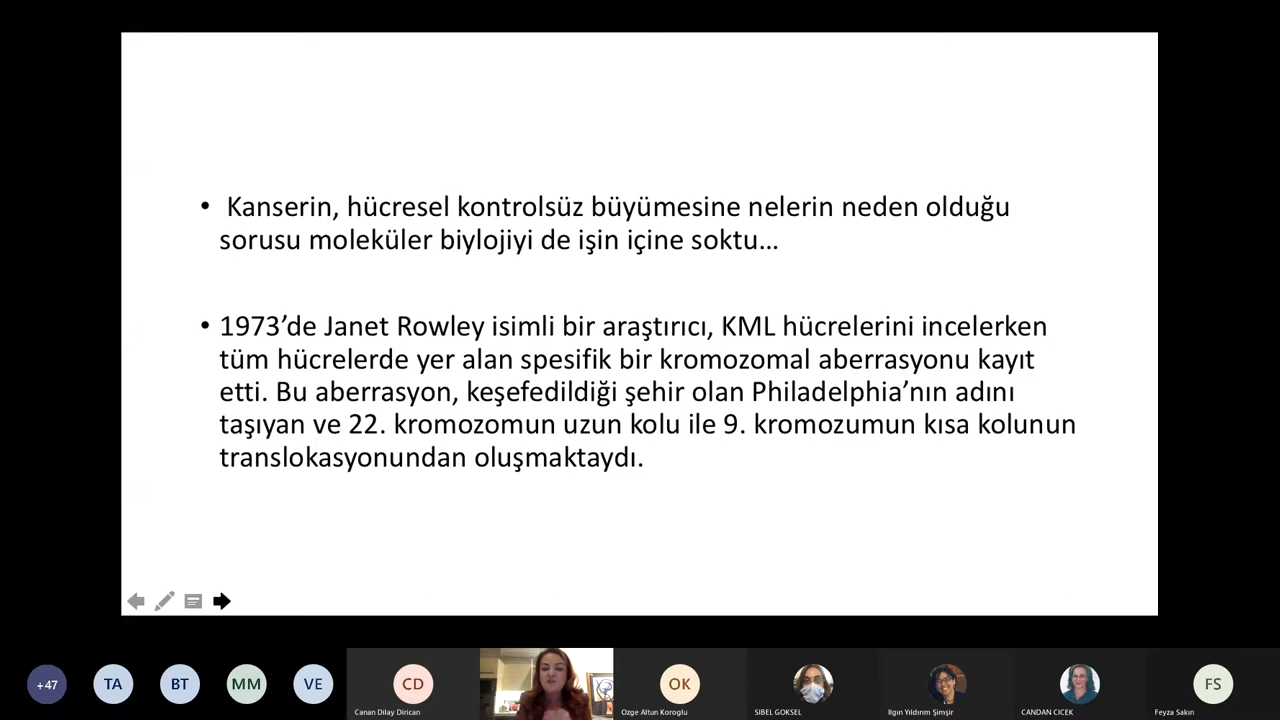 • Kanserin, hücresel kontrolsüz büyümesine nelerin neden olduğu
sorusu moleküler biylojiyi de işin içine soktu...
• 1973’de Janet Rowley isimli bir araştırıcı, KML hücrelerini incelerken
tüm hücrelerde yer alan spesifik bir kromozomal aberrasyonu kayıt
etti. Bu aberrasyon, keşefedildiği şehir olan Philadelphia’nın adını
taşıyan ve 22. kromozomun uzun kolu ile 9. kromozumun kısa kolunun
translokasyonundan oluşmaktaydı.
+47
TA
BT
MM
VE
CD
OK
FS
Canan Dilay Dirican
Ozge Altun Koroglu
SIBEL GOKSEL
Ilgın Yıldırım Şimşir
CANDAN CICEK
Feyza Sakın